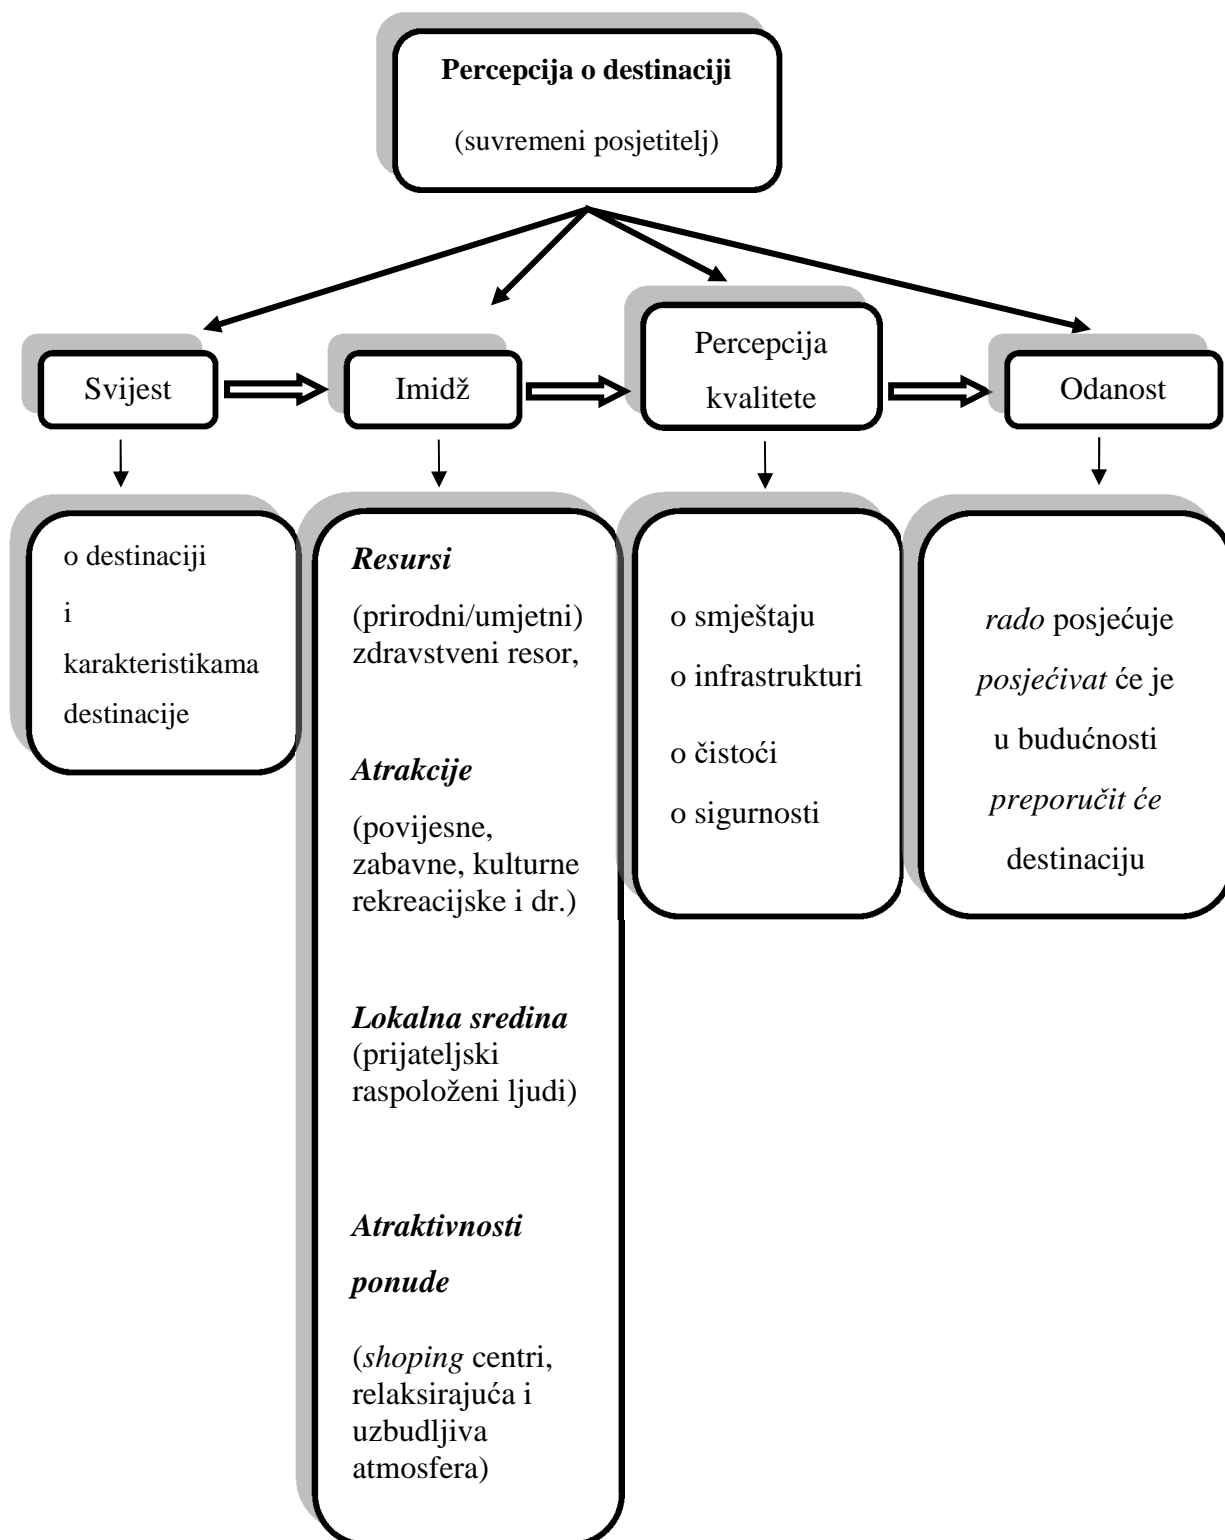 Percepcija o destinaciji
(suvremeni posjetitelj)
Svijest
Imidž
Percepcija
kvalitete
Odanost
o destinaciji
i
karakteristikama
destinacije
Resursi
(prirodni/umjetni)
zdravstveni resor,
Atrakcije
(povijesne,
zabavne, kulturne
rekreacijske i dr.)
Lokalna sredina
(prijateljski
raspoloženi ljudi)
Atraktivnosti
ponude
(shoping centri,
relaksirajuća i
uzbudljiva
atmosfera)
o smještaju
o infrastrukturi
o čistoći
o sigurnosti
rado posjećuje
posjećivat će je
u budućnosti
preporučit će
destinaciju